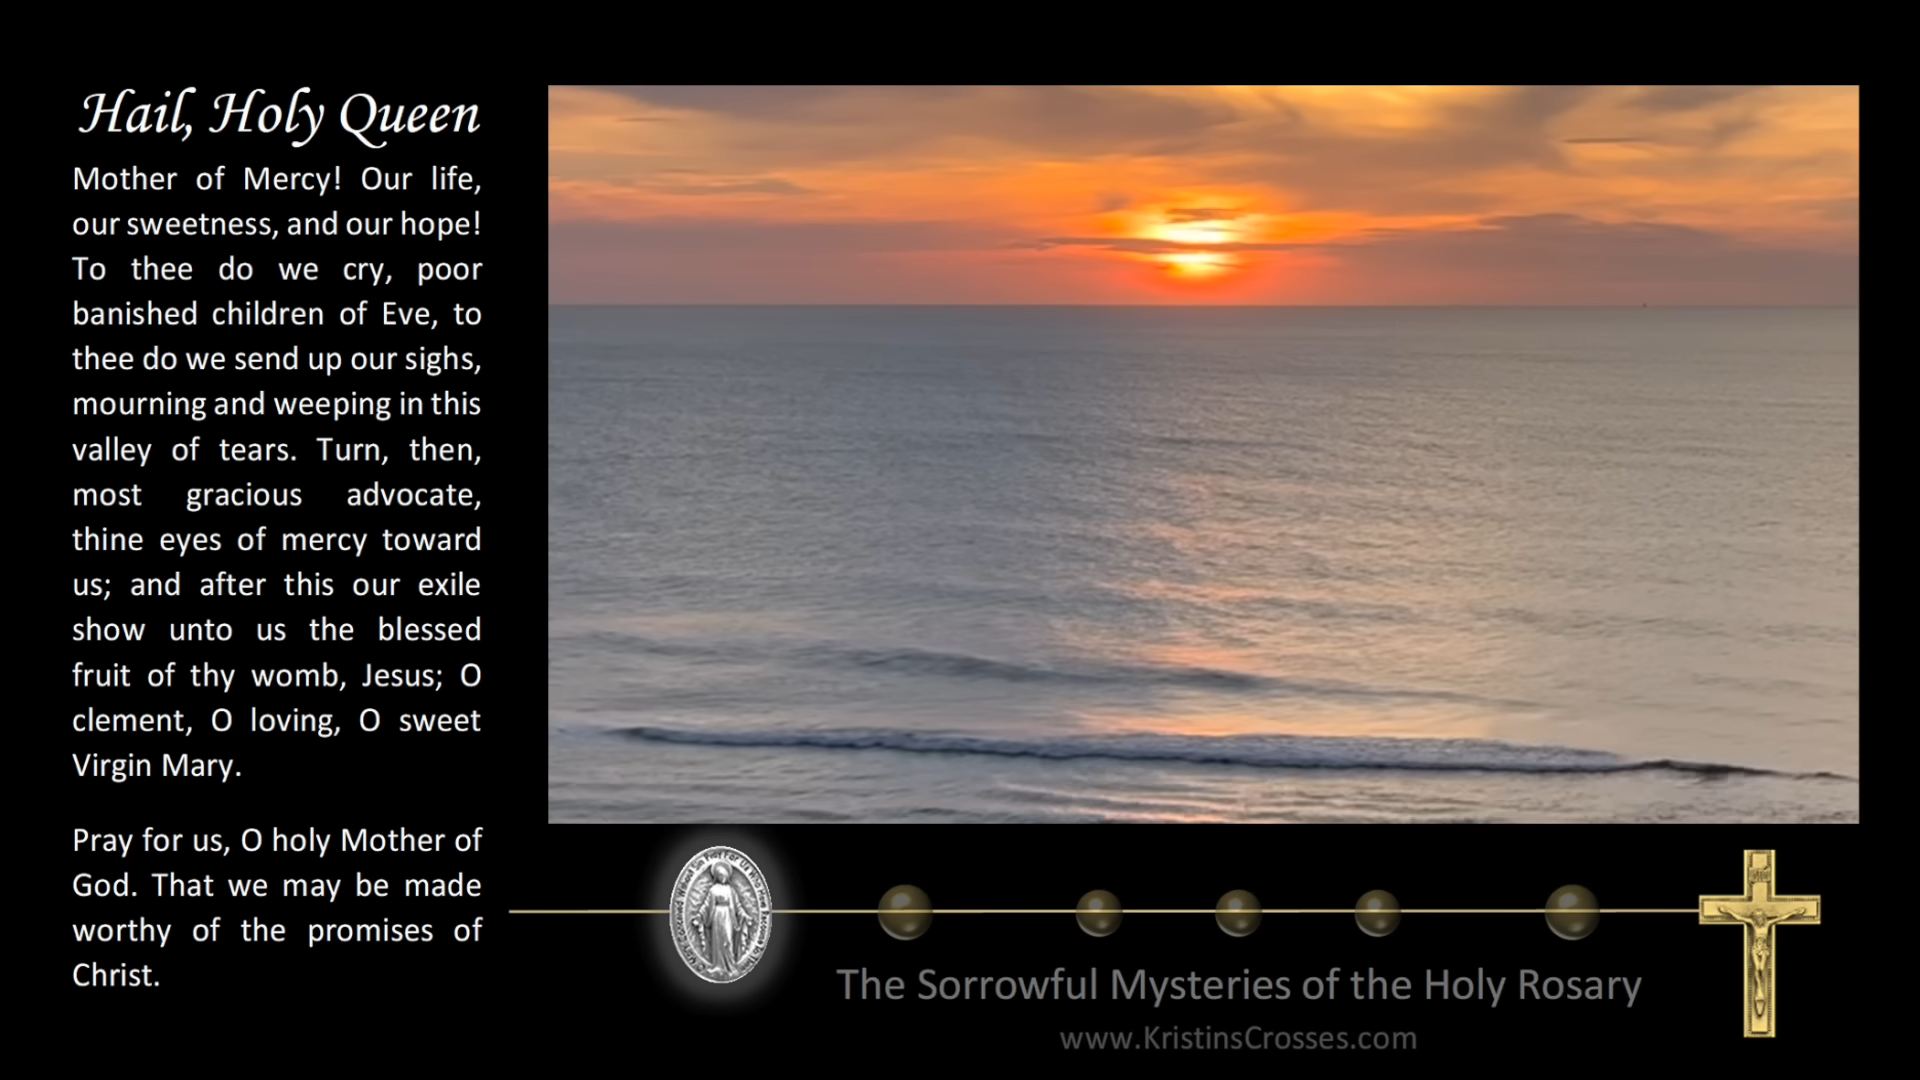 Hail, Holy Queen
Mother of Mercy! Our life,
our sweetness, and our hope!
To thee do we cry, poor
banished children of Eve, to
thee do we send up our sighs,
mourning and weeping in this
valley of tears. Turn, then,
most gracious advocate,
thine eyes of mercy toward
us; and after this our exile
show unto us the blessed
fruit of thy womb, Jesus; O
clement, O loving, O sweet
Virgin Mary.
Pray for us, O holy Mother of
God. That we may be made
worthy of the promises of
Christ.
The Sorrowful Mysteries of the Holy Rosary
www.KristinsCrosses.com